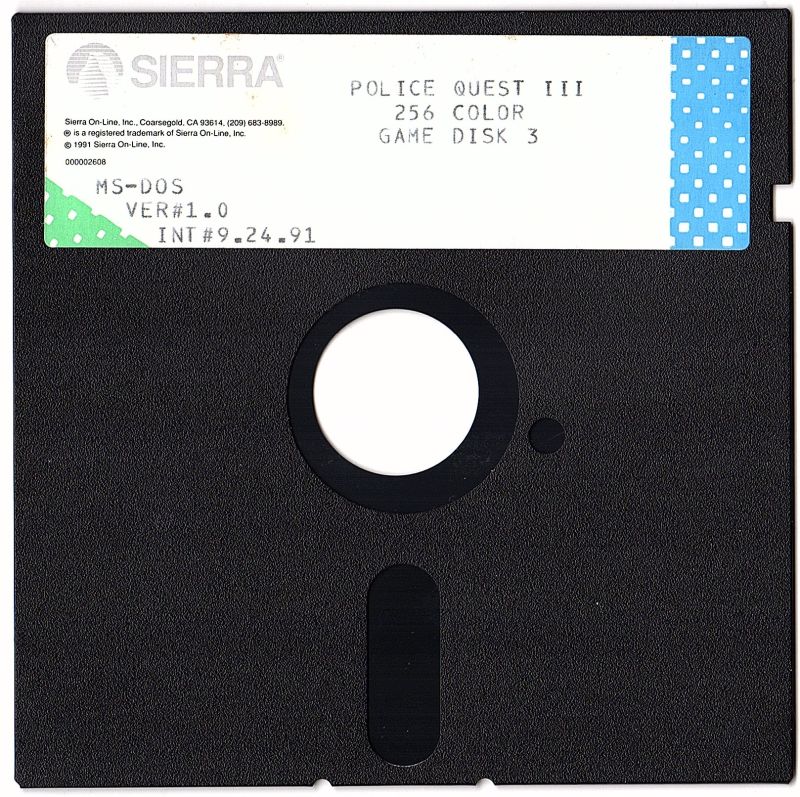 SIERRA®
Sierra On-Line, Inc., Coarsegold, CA 93614, (209) 683-8989.
® is a registered trademark of Sierra On-Line, Inc.
© 1991 Sierra On-Line, Inc.
000002608
MS-DOS
VER#1.0
INT#9.24.91
POLICE QUEST III
256 COLOR
GAME DISK 3